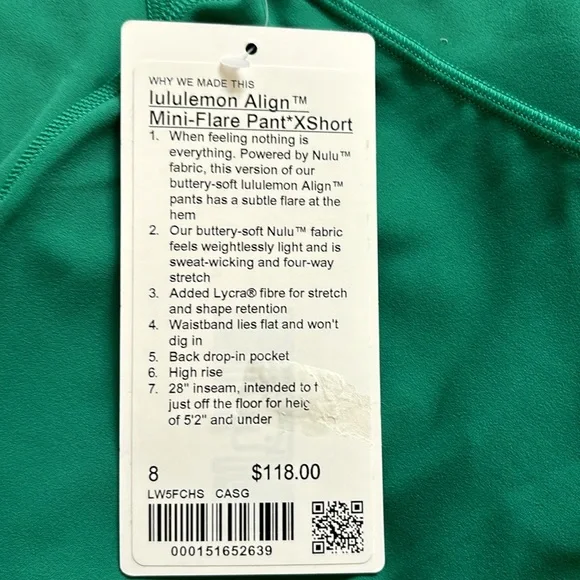 WHY WE MADE THIS
lululemon Align™
Mini-Flare Pant*XShort
1. When feeling nothing is
everything. Powered by Nulu™
fabric, this version of our
buttery-soft lululemon Align™
pants has a subtle flare at the
hem
2. Our buttery-soft Nulu™ fabric
feels weightlessly light and is
sweat-wicking and four-way
stretch
3. Added Lycra® fibre for stretch
and shape retention
4. Waistband lies flat and won't
dig in
5. Back drop-in pocket
6. High rise
7. 28" inseam, intended to
just off the floor for
of 5'2" and under
8 $118.00
LW5FCHS CASG
000151652639